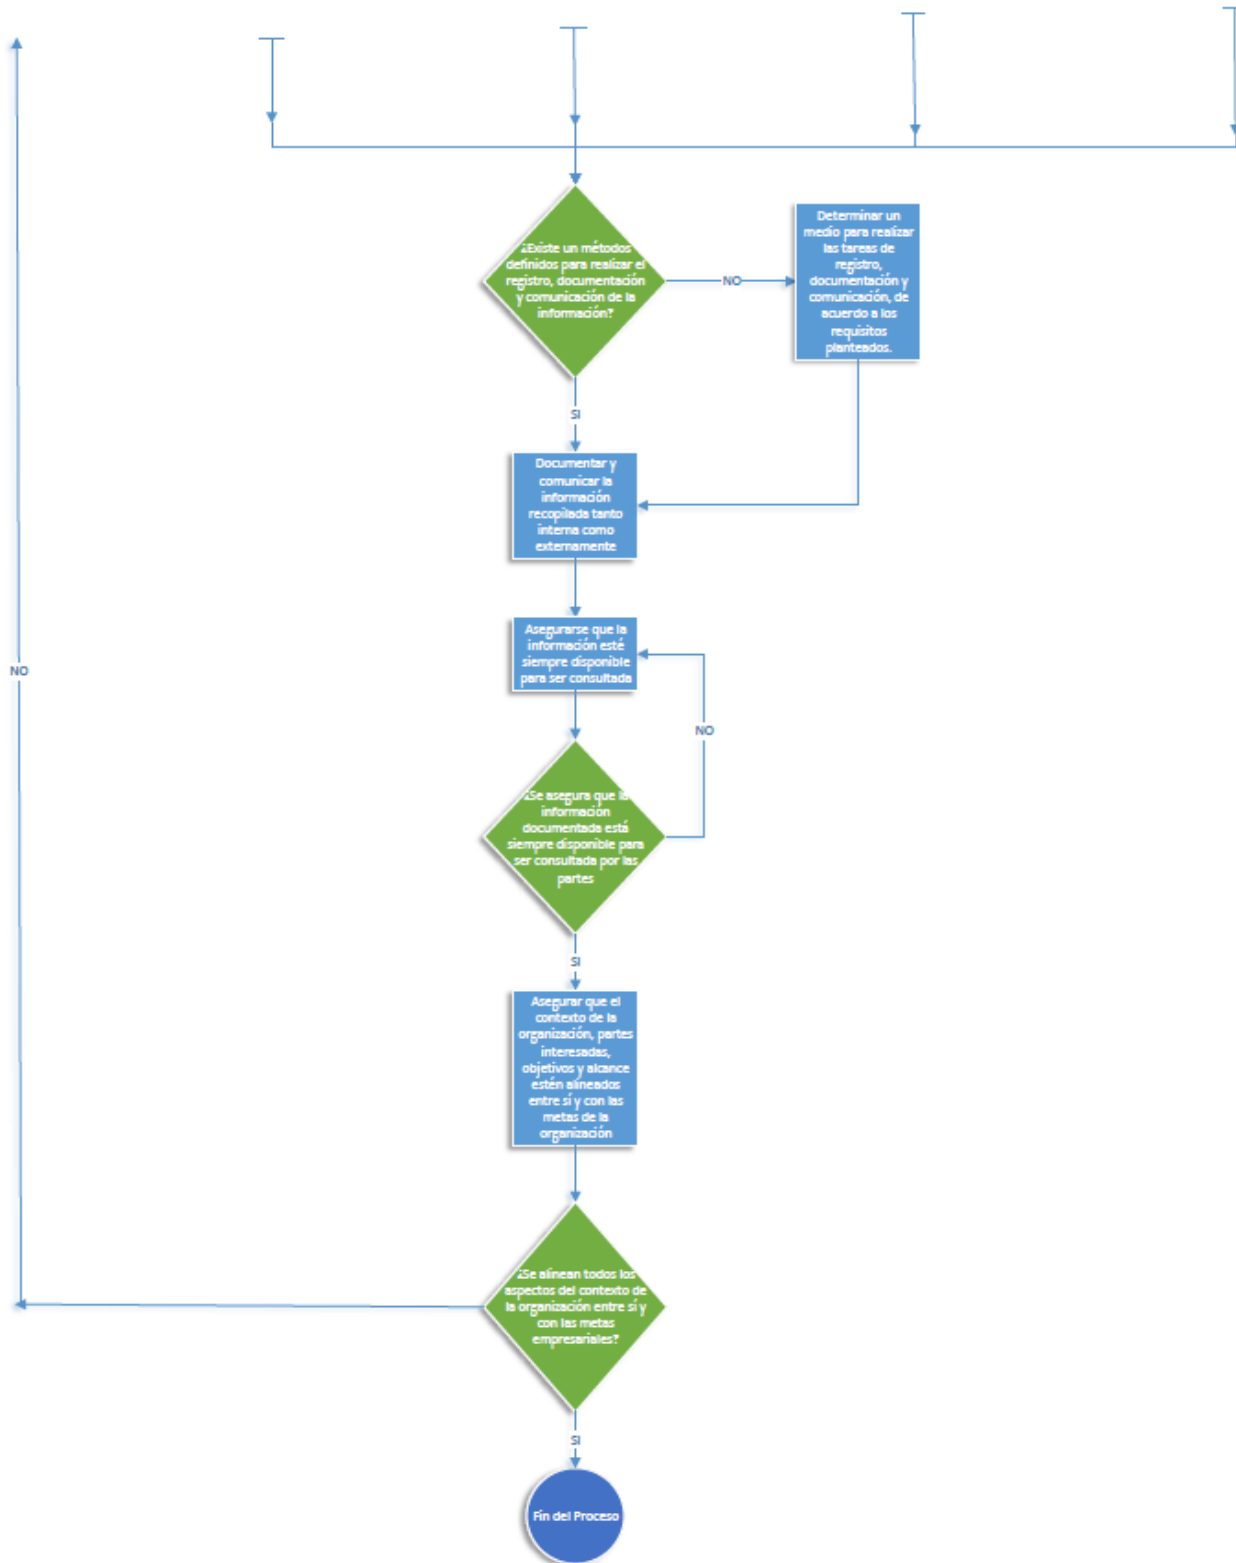 ¿Existe un métodos
definidos para realizar el
registro, documentación
y comunicación de la
información?
NO
Determinar un
medio para realizar
las tareas de
registro,
documentación y
comunicación, de
acuerdo a los
requisitos
planteados.
SI
Documentar y
comunicar la
información
recopilada tanto
interna como
externamente
Asegurarse que la
información esté
siempre disponible
para ser consultada
NO
NO
¿Se asegura que la
información
documentada está
siempre disponible para
ser consultada por las
partes
SI
Asegurar que el
contexto de la
organización, partes
interesadas,
objetivos y alcance
estén alineados
entre sí y con las
metas de la
organización
¿Se alinean todos los
aspectos del contexto de
la organización entre sí y
con las metas
empresariales?
SI
Fin del Proceso